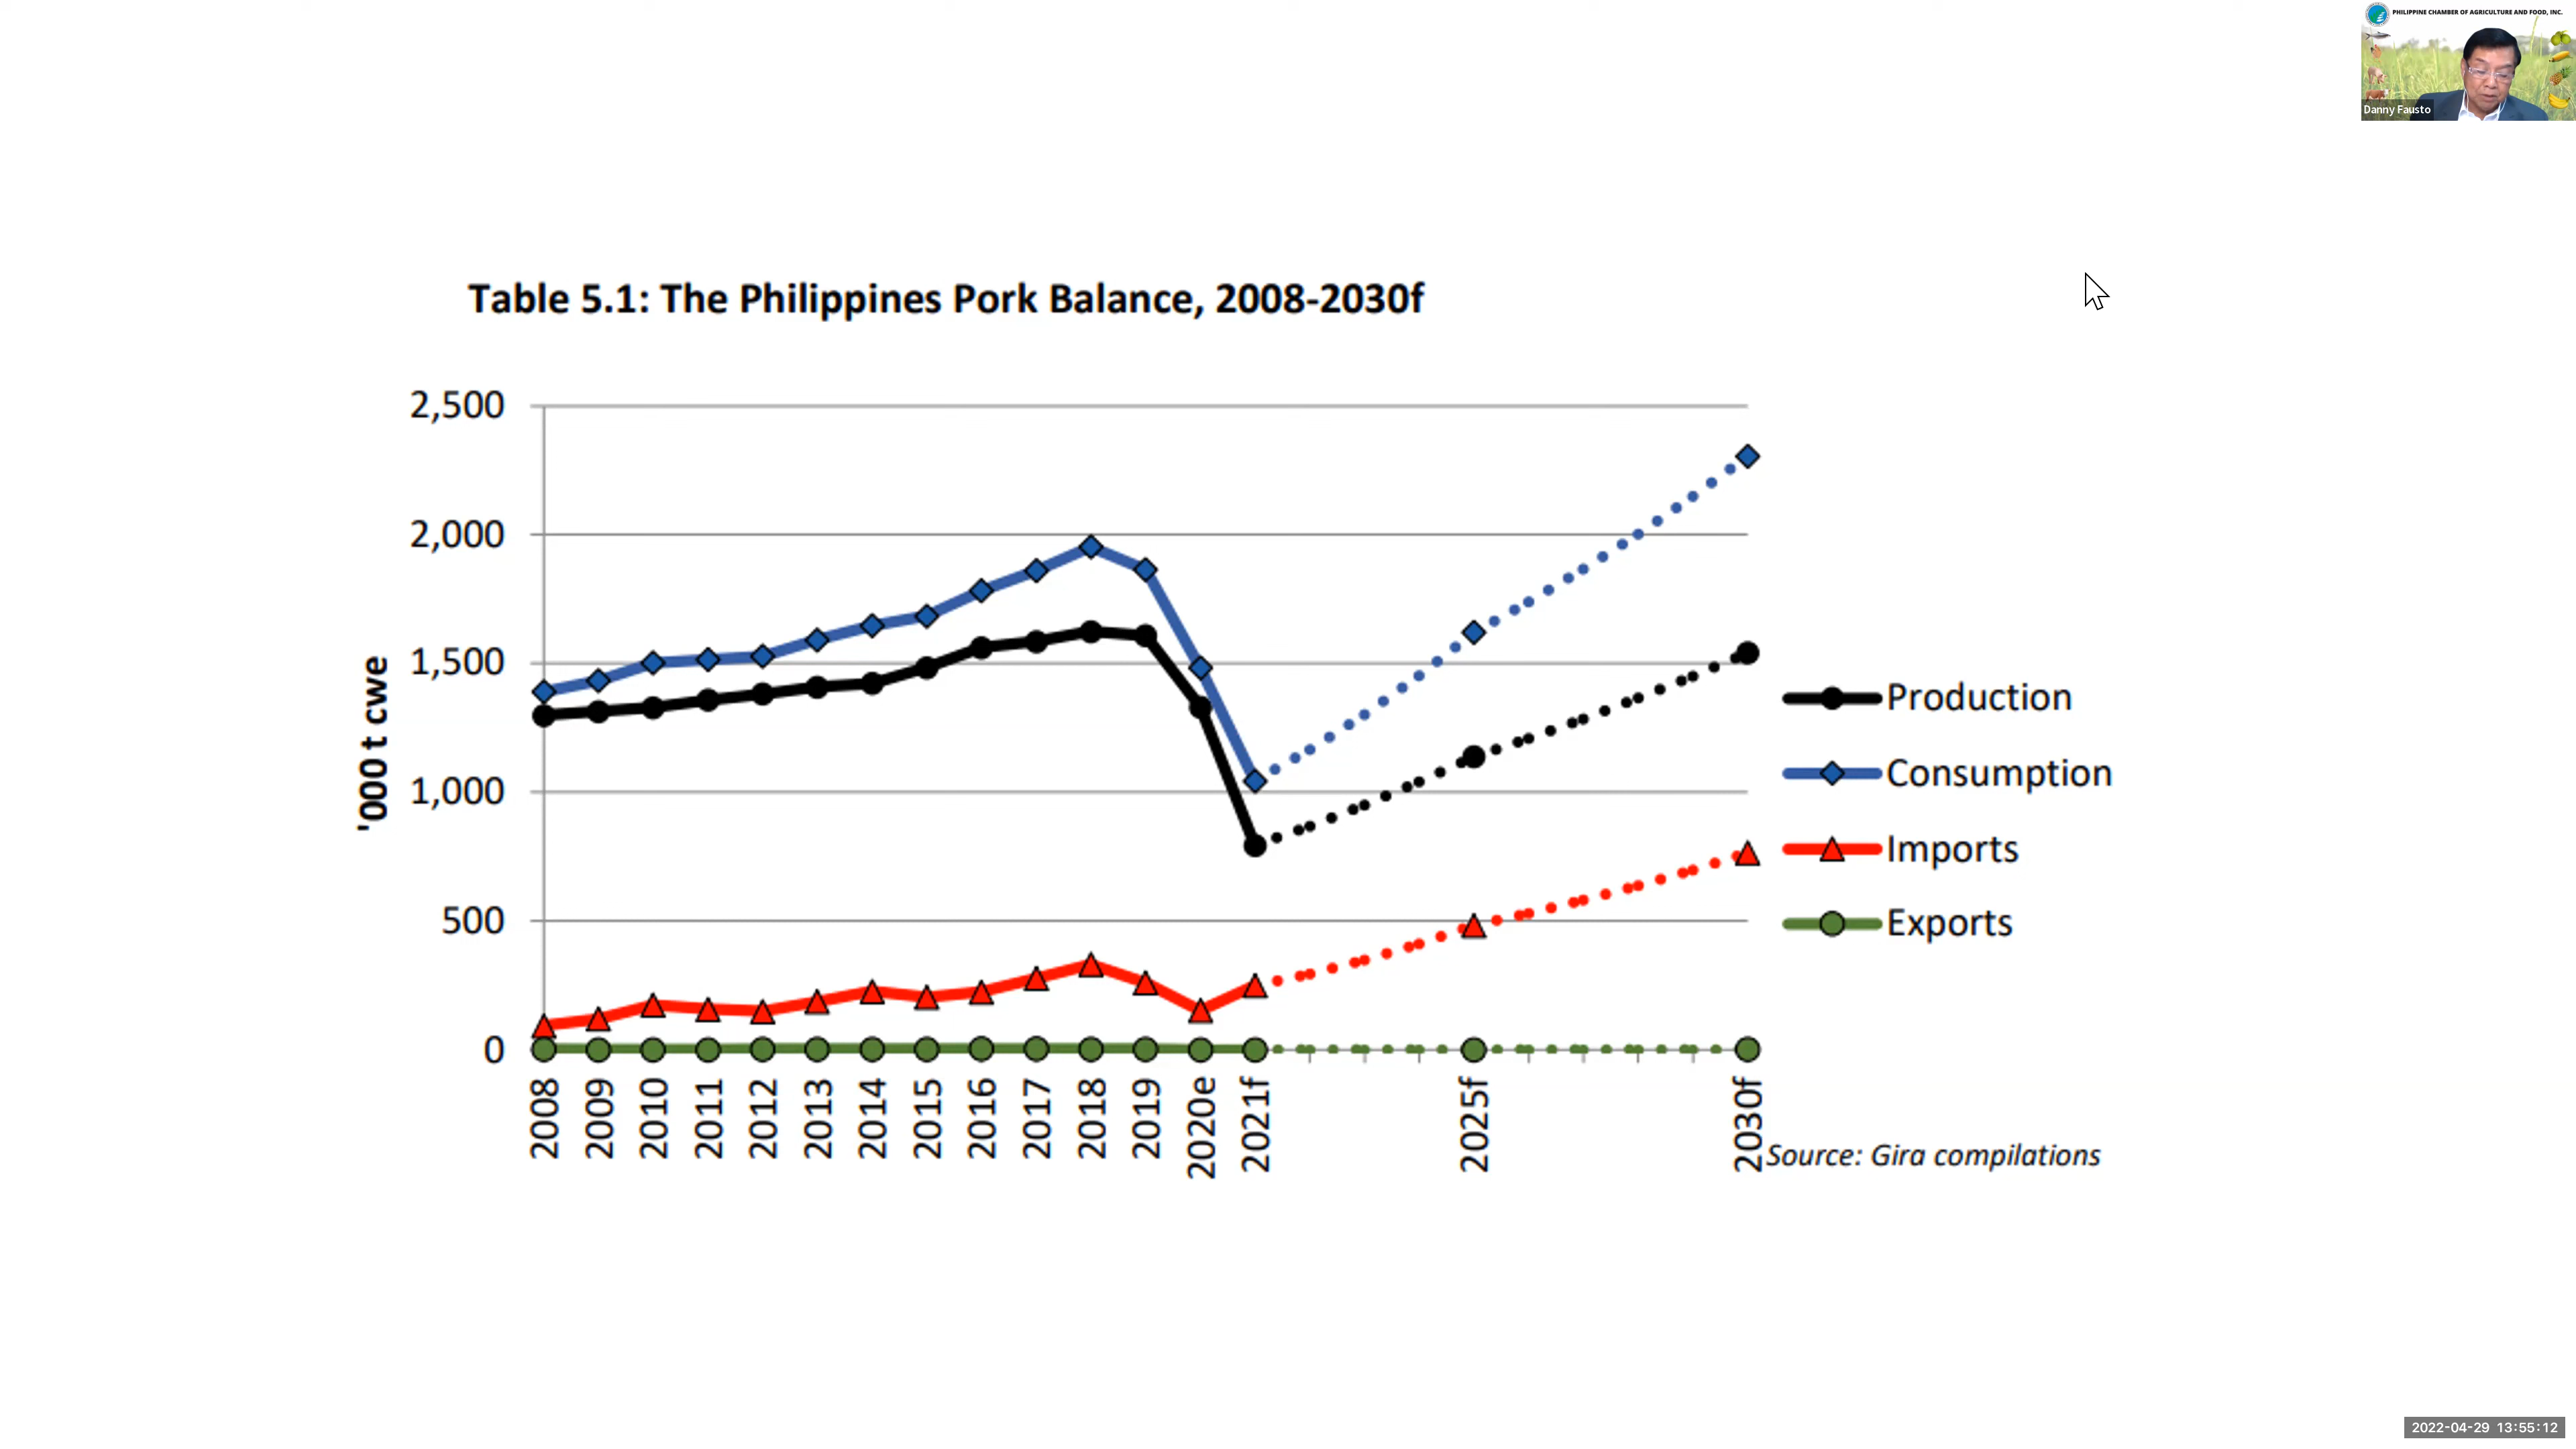 PHILIPPINE CHAMBER OF AGRICULTURE AND FOOD, INC.
Danny Fausto
Table 5.1: The Philippines Pork Balance, 2008-2030f
'000 t cwe
2,500
2,000
1,500
1,000
500
0
2008
2009
2010
2011
2012
2013
2014
2015
2016
2017
2018
2019
2020e
2021f
2025f
2030f
Production
Consumption
Imports
Exports
Source: Gira compilations
2022-04-29 13:55:12